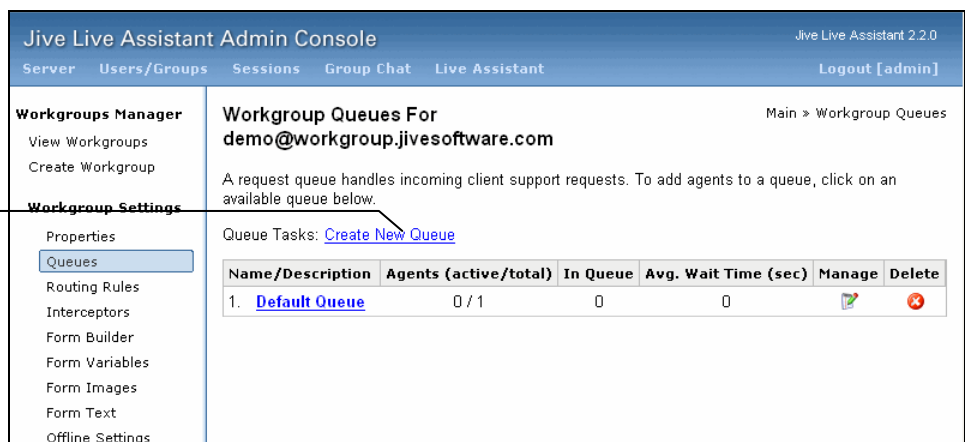 Jive Live Assistant Admin Console
Jive Live Assistant 2.2.0
Server Users/Groups Sessions Group Chat Live Assistant
Logout [admin]
Workgroups Manager
View Workgroups
Create Workgroup
Workgroup Settings
Properties
Queues
Routing Rules
Interceptors
Form Builder
Form Variables
Form Images
Form Text
Offline Settings
Workgroup Queues For
demo@workgroup.jivesoftware.com
Main » Workgroup Queues
A request queue handles incoming client support requests. To add agents to a queue, click on an
available queue below.
Queue Tasks: Create New Queue
Name/Description Agents (active/total) In Queue Avg. Wait Time (sec) Manage Delete
1. Default Queue 0 / 1 0 0